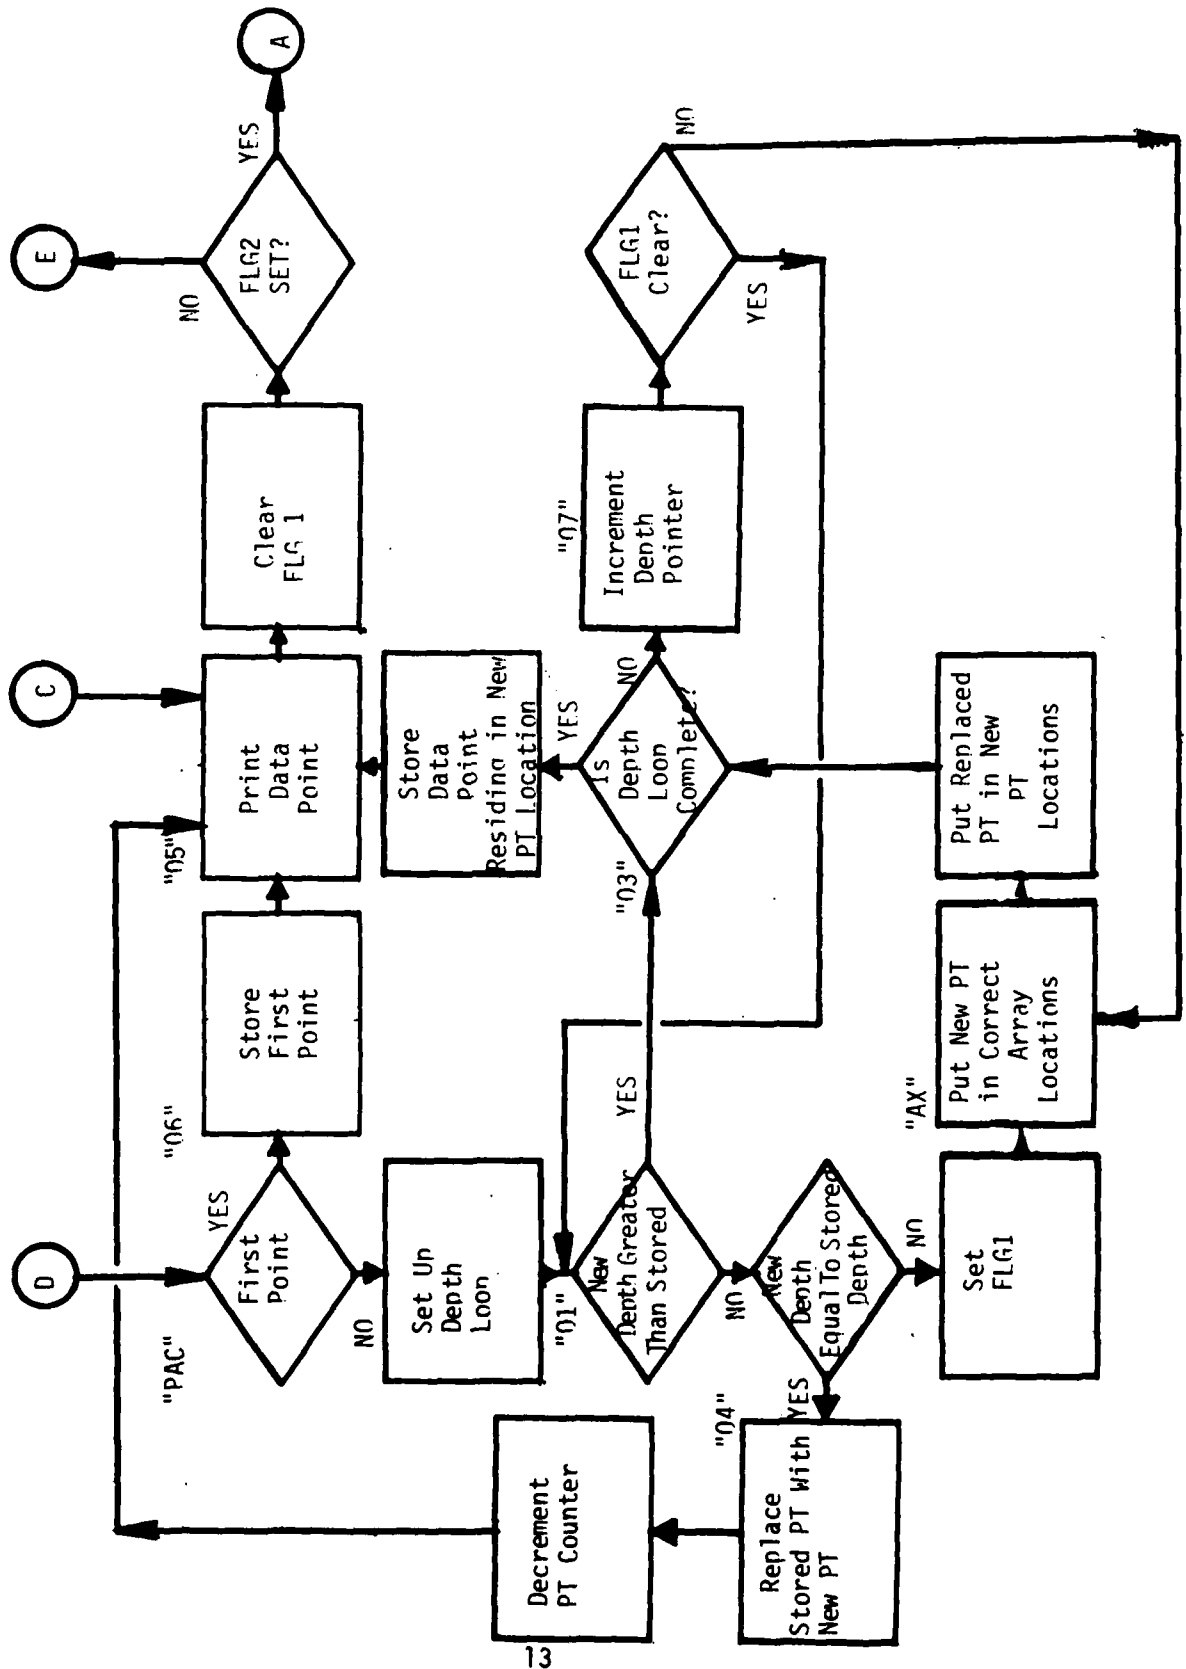 D
C
E
A
"PAC"
First
Point
YES
NO
"06"
Store
First
Point
"05"
Print
Data
Point
Clear
FLG 1
FLG2
SET?
NO
YES
Set Up
Depth
Loop
Store
Data
Point
Residing in New
PT Location
"01"
New
Depth Greater
Than Stored
YES
NO
"03"
Is
Depth
Loop
Complete?
YES
NO
"07"
Increment
Depth
Pointer
FLG1
Clear?
YES
NO
Decrement
PT Counter
"04"
Replace
Stored PT With
New PT
YES
New
Depth
Equal To Stored
Depth
NO
Set
FLG1
"AX"
Put New PT
in Correct
Array
Locations
Put Replaced
PT in New
PT
Locations
13